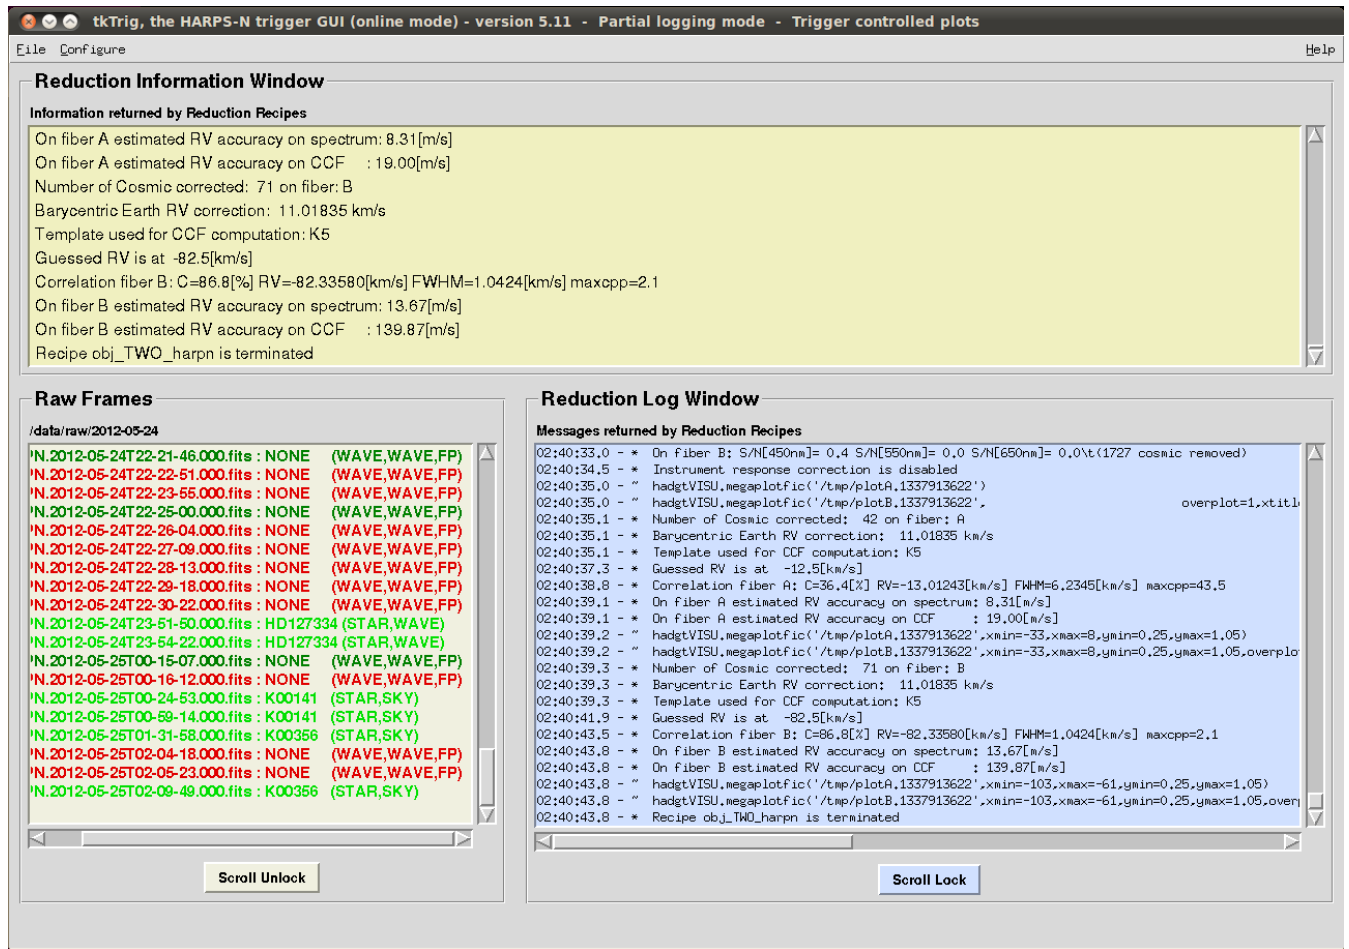 tkTrig, the HARPS-N trigger GUI (online mode) - version 5.11 - Partial logging mode - Trigger controlled plots
File Configure Help
Reduction Information Window
Information returned by Reduction Recipes
On fiber A estimated RV accuracy on spectrum: 8.31[m/s]
On fiber A estimated RV accuracy on CCF : 19.00[m/s]
Number of Cosmic corrected: 71 on fiber: B
Barycentric Earth RV correction: 11.01835 km/s
Template used for CCF computation: K5
Guessed RV is at -82.5[km/s]
Correlation fiber B: C=86.8[%] RV=-82.33580[km/s] FWHM=1.0424[km/s] maxcpp=2.1
On fiber B estimated RV accuracy on spectrum: 13.67[m/s]
On fiber B estimated RV accuracy on CCF : 139.87[m/s]
Recipe obj_TWO_harpn is terminated
Raw Frames
/data/raw/2012-05-24
N.2012-05-24T22-21-46.000.fits : NONE (WAVE,WAVE,FP)
N.2012-05-24T22-22-51.000.fits : NONE (WAVE,WAVE,FP)
N.2012-05-24T22-23-55.000.fits : NONE (WAVE,WAVE,FP)
N.2012-05-24T22-25-00.000.fits : NONE (WAVE,WAVE,FP)
N.2012-05-24T22-26-04.000.fits : NONE (WAVE,WAVE,FP)
N.2012-05-24T22-27-09.000.fits : NONE (WAVE,WAVE,FP)
N.2012-05-24T22-28-13.000.fits : NONE (WAVE,WAVE,FP)
N.2012-05-24T22-29-18.000.fits : NONE (WAVE,WAVE,FP)
N.2012-05-24T22-30-22.000.fits : NONE (WAVE,WAVE,FP)
N.2012-05-24T23-51-50.000.fits : HD127334 (STAR,WAVE)
N.2012-05-24T23-54-22.000.fits : HD127334 (STAR,WAVE)
N.2012-05-25T00-15-07.000.fits : NONE (WAVE,WAVE,FP)
N.2012-05-25T00-16-12.000.fits : NONE (WAVE,WAVE,FP)
N.2012-05-25T00-24-53.000.fits : K00141 (STAR,SKY)
N.2012-05-25T00-59-14.000.fits : K00141 (STAR,SKY)
N.2012-05-25T01-31-58.000.fits : K00356 (STAR,SKY)
N.2012-05-25T02-04-18.000.fits : NONE (WAVE,WAVE,FP)
N.2012-05-25T02-05-23.000.fits : NONE (WAVE,WAVE,FP)
N.2012-05-25T02-09-49.000.fits : K00356 (STAR,SKY)
Scroll Unlock
Reduction Log Window
Messages returned by Reduction Recipes
02:40:33.0 - * On fiber B: S/N[450nm]= 0.4 S/N[550nm]= 0.0 S/N[650nm]= 0.0\t(1727 cosmic removed)
02:40:34.5 - * Instrument response correction is disabled
02:40:35.0 - ~ hadgtVISU.megaplotfic('/tmp/plotA.1337913622')
02:40:35.0 - ~ hadgtVISU.megaplotfic('/tmp/plotB.1337913622', overplot=1,xtitl
02:40:35.1 - * Number of Cosmic corrected: 42 on fiber: A
02:40:35.1 - * Barycentric Earth RV correction: 11.01835 km/s
02:40:35.1 - * Template used for CCF computation: K5
02:40:37.3 - * Guessed RV is at -12.5[km/s]
02:40:38.8 - * Correlation fiber A: C=36.4[%] RV=-13.01243[km/s] FWHM=6.2345[km/s] maxcpp=43.5
02:40:39.1 - * On fiber A estimated RV accuracy on spectrum: 8.31[m/s]
02:40:39.1 - * On fiber A estimated RV accuracy on CCF : 19.00[m/s]
02:40:39.2 - ~ hadgtVISU.megaplotfic('/tmp/plotA.1337913622',xmin=-33,xmax=8,ymin=0.25,ymax=1.05)
02:40:39.2 - ~ hadgtVISU.megaplotfic('/tmp/plotB.1337913622',xmin=-33,xmax=8,ymin=0.25,ymax=1.05,overplo
02:40:39.3 - * Number of Cosmic corrected: 71 on fiber: B
02:40:39.3 - * Barycentric Earth RV correction: 11.01835 km/s
02:40:39.3 - * Template used for CCF computation: K5
02:40:41.9 - * Guessed RV is at -82.5[km/s]
02:40:43.5 - * Correlation fiber B: C=86.8[%] RV=-82.33580[km/s] FWHM=1.0424[km/s] maxcpp=2.1
02:40:43.8 - * On fiber B estimated RV accuracy on spectrum: 13.67[m/s]
02:40:43.8 - * On fiber B estimated RV accuracy on CCF : 139.87[m/s]
02:40:43.8 - ~ hadgtVISU.megaplotfic('/tmp/plotA.1337913622',xmin=-103,xmax=-61,ymin=0.25,ymax=1.05)
02:40:43.8 - ~ hadgtVISU.megaplotfic('/tmp/plotB.1337913622',xmin=-103,xmax=-61,ymin=0.25,ymax=1.05,over
02:40:43.8 - * Recipe obj_TWO_harpn is terminated
Scroll Lock